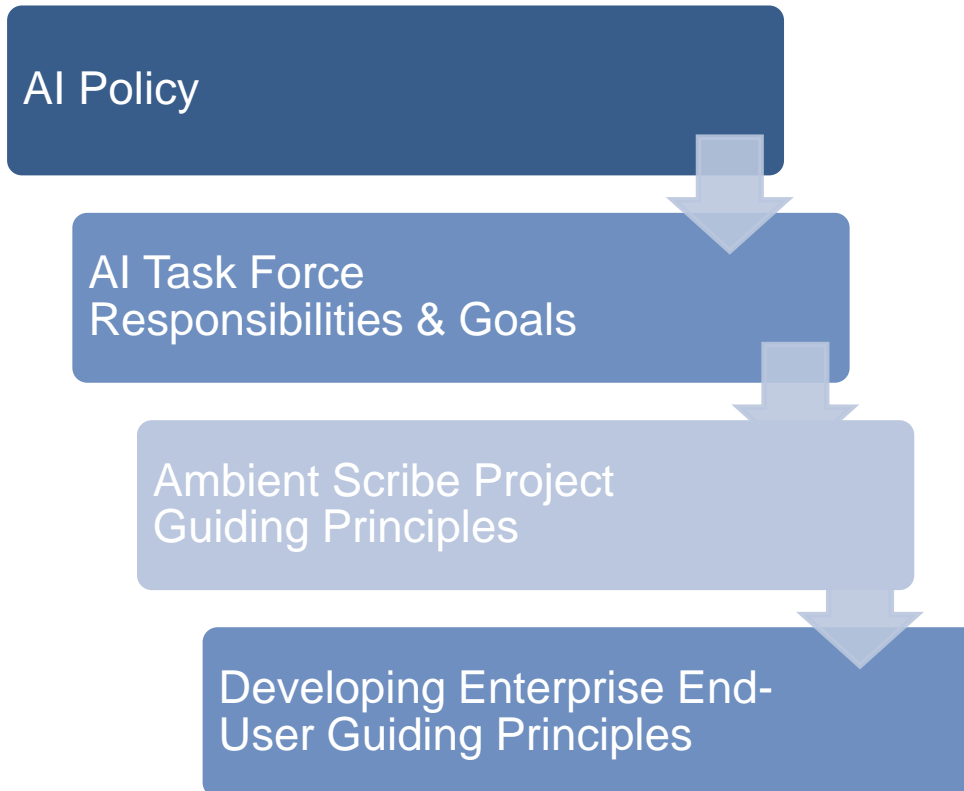 AI Policy
AI Task Force
Responsibilities & Goals
Ambient Scribe Project
Guiding Principles
Developing Enterprise End-
User Guiding Principles